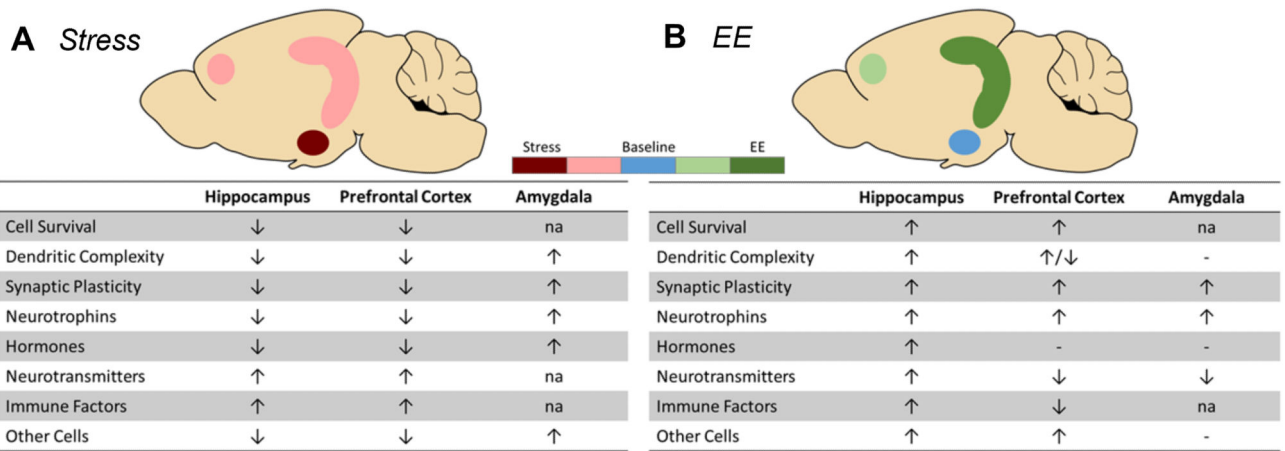 A Stress
B EE
Stress Baseline EE
Hippocampus Prefrontal Cortex Amygdala
Cell Survival ↓ ↓ na
Dendritic Complexity ↓ ↓ ↑
Synaptic Plasticity ↓ ↓ ↑
Neurotrophins ↓ ↓ ↑
Hormones ↓ ↓ ↑
Neurotransmitters ↑ ↑ na
Immune Factors ↑ ↑ na
Other Cells ↓ ↓ ↑
Hippocampus Prefrontal Cortex Amygdala
Cell Survival ↑ ↑ na
Dendritic Complexity ↑ ↑/↓ -
Synaptic Plasticity ↑ ↑ ↑
Neurotrophins ↑ ↑ ↑
Hormones ↑ - -
Neurotransmitters ↑ ↓ ↓
Immune Factors ↑ ↓ na
Other Cells ↑ ↑ -